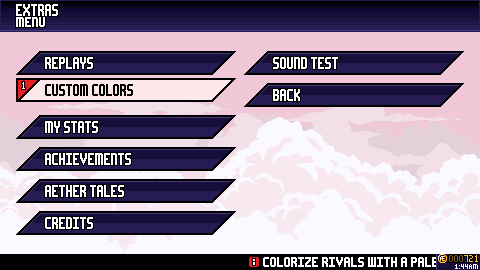 EXTRAS
MENU
REPLAYS
1
CUSTOM COLORS
MY STATS
ACHIEVEMENTS
AETHER TALES
CREDITS
SOUND TEST
BACK
COLORIZE RIVALS WITH A PALE
000721
1:44AM